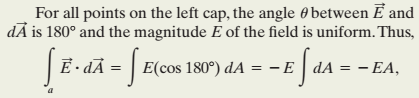 For all points on the left cap, the angle θ between E⃗ and
dA⃗ is 180° and the magnitude E of the field is uniform. Thus,
∫ₐ E⃗ · dA⃗ = ∫ E(cos 180°) dA = −E ∫ dA = −EA,